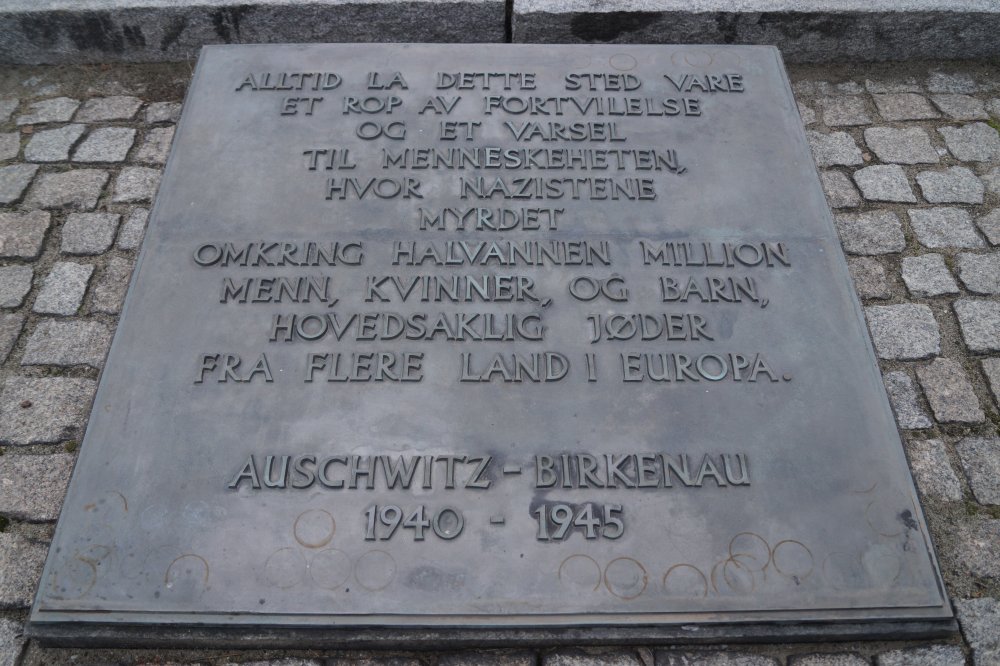 ALLTID LA DETTE STED VARE
ET ROP AV FORTVILELSE
OG ET VARSEL
TIL MENNESKEHETEN,
HVOR NAZISTENE
MYRDET
OMKRING HALVANNEN MILLION
MENN, KVINNER, OG BARN,
HOVEDSAKLIG JØDER
FRA FLERE LAND I EUROPA.
AUSCHWITZ - BIRKENAU
1940 - 1945